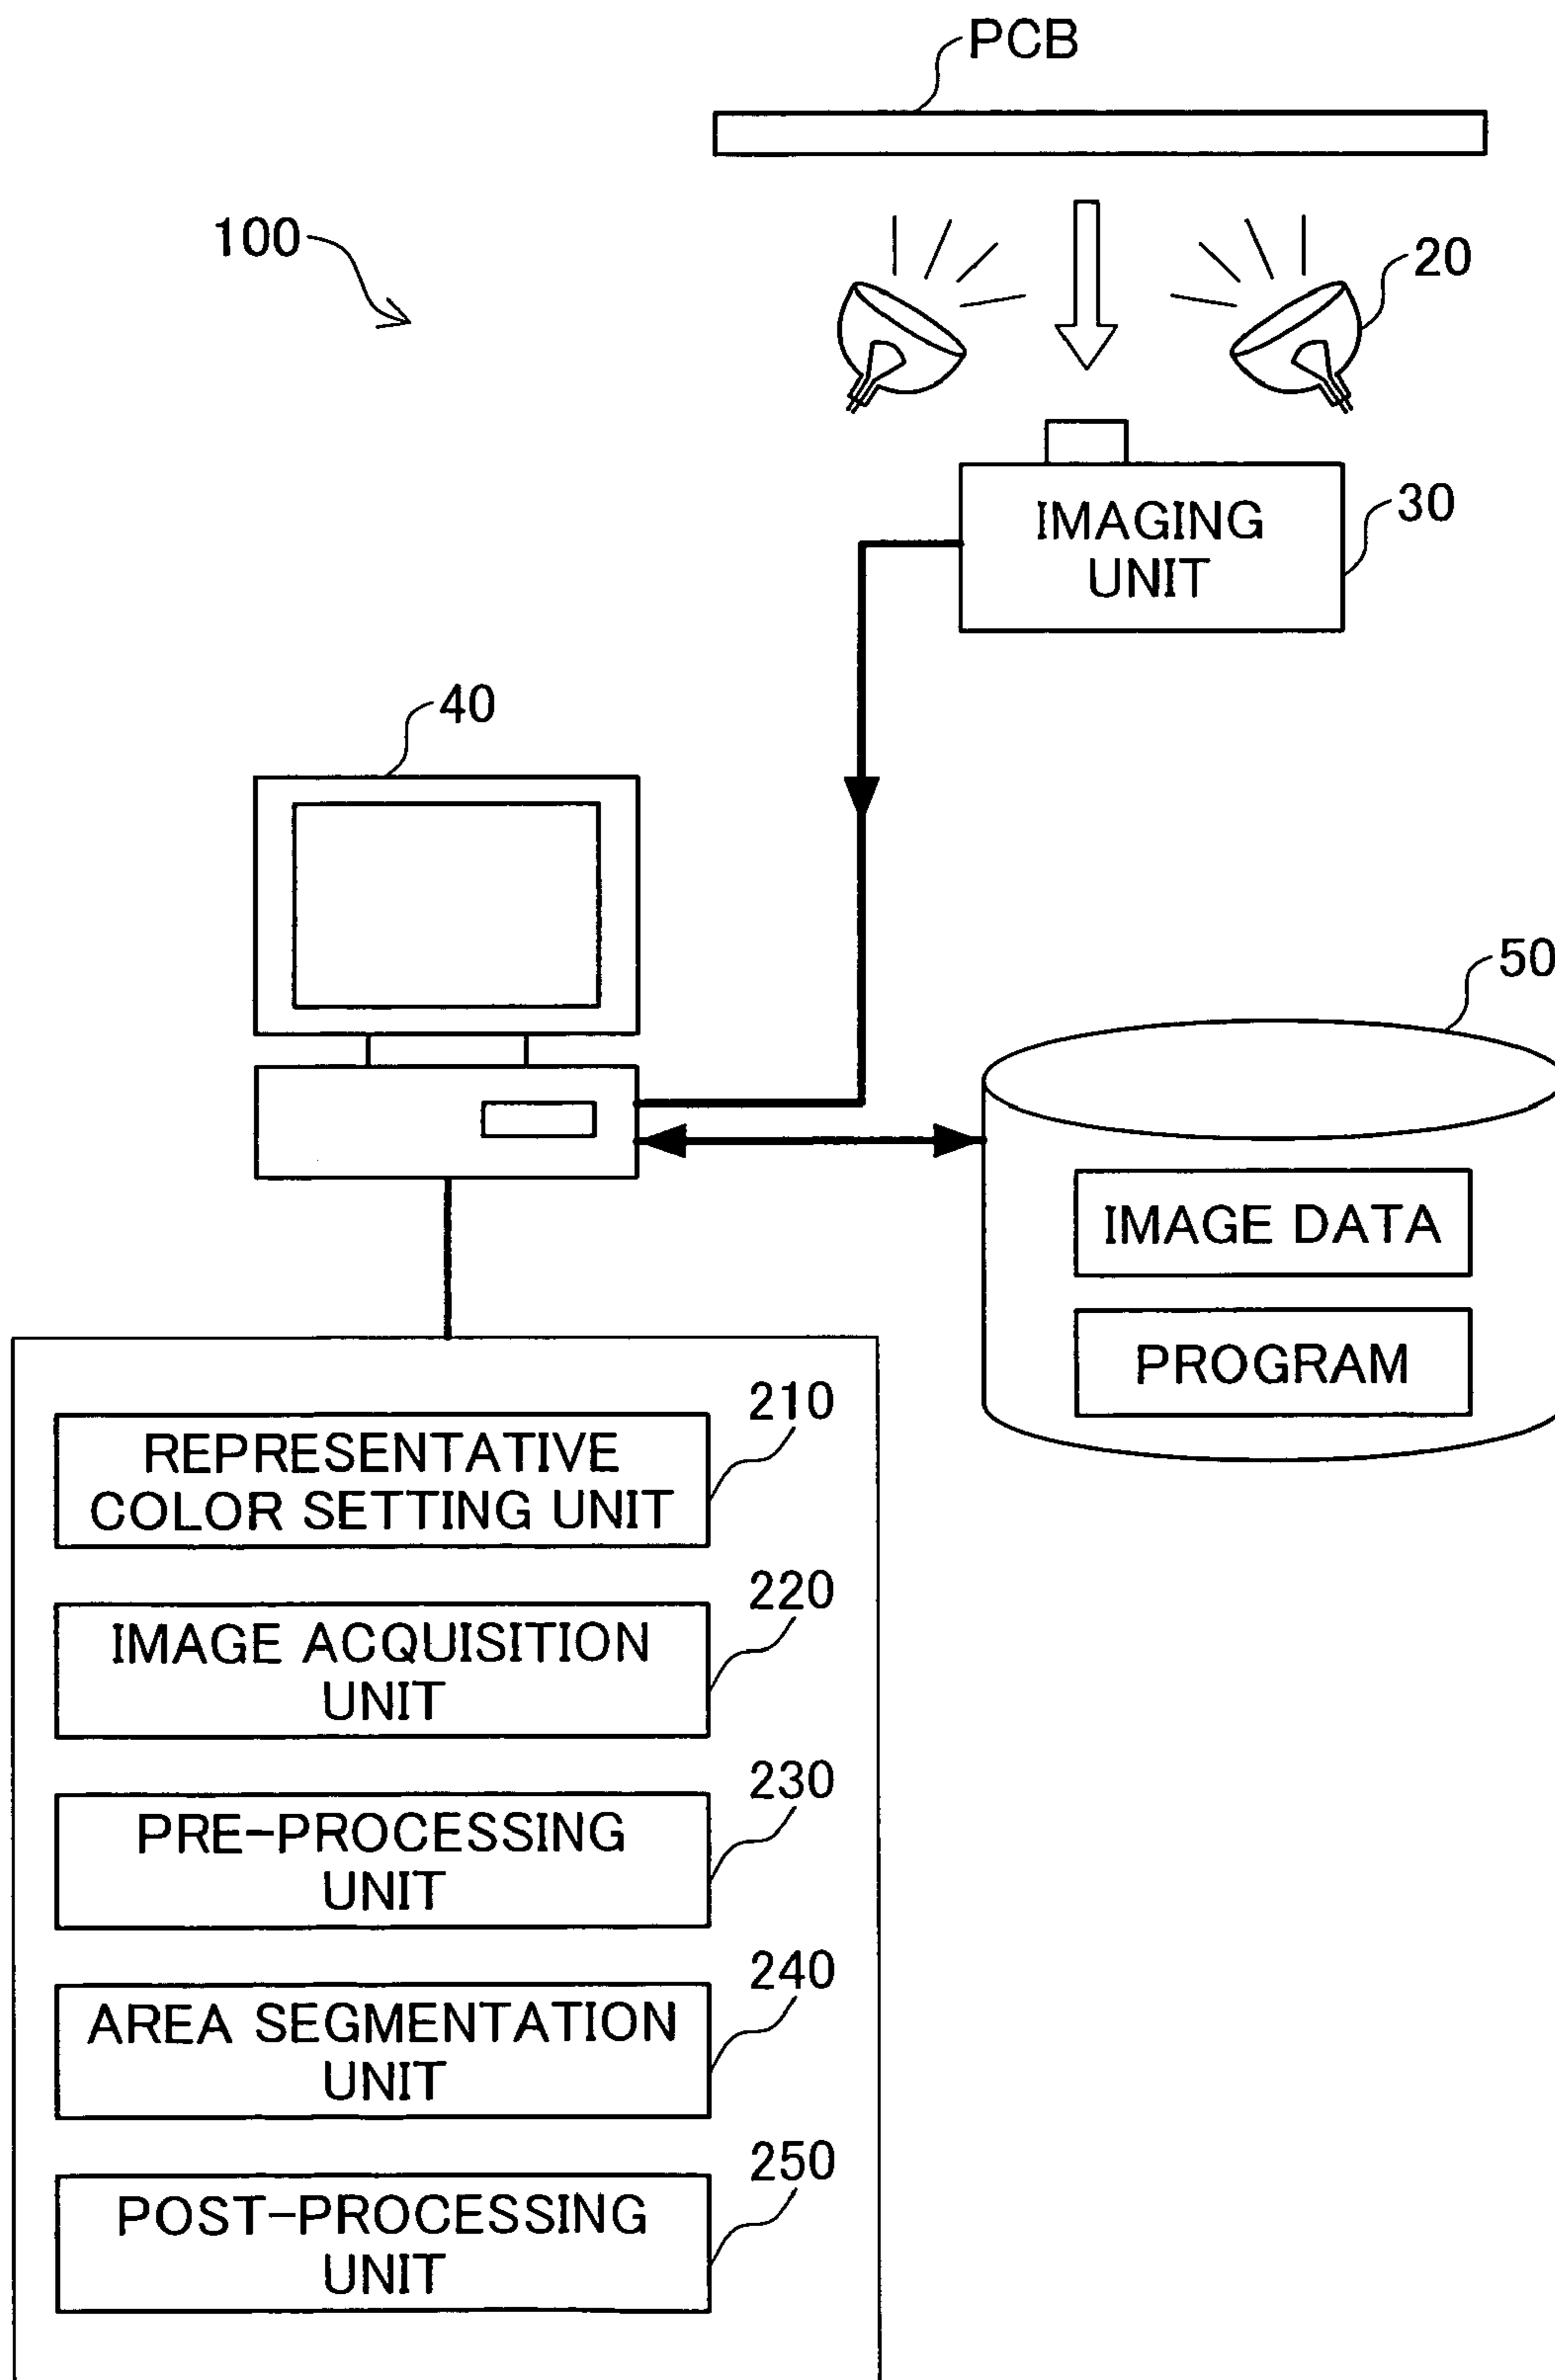 PCB
100
20
30
IMAGING
UNIT
40
50
IMAGE DATA
PROGRAM
210
REPRESENTATIVE
COLOR SETTING UNIT
220
IMAGE ACQUISITION
UNIT
230
PRE-PROCESSING
UNIT
240
AREA SEGMENTATION
UNIT
250
POST-PROCESSING
UNIT